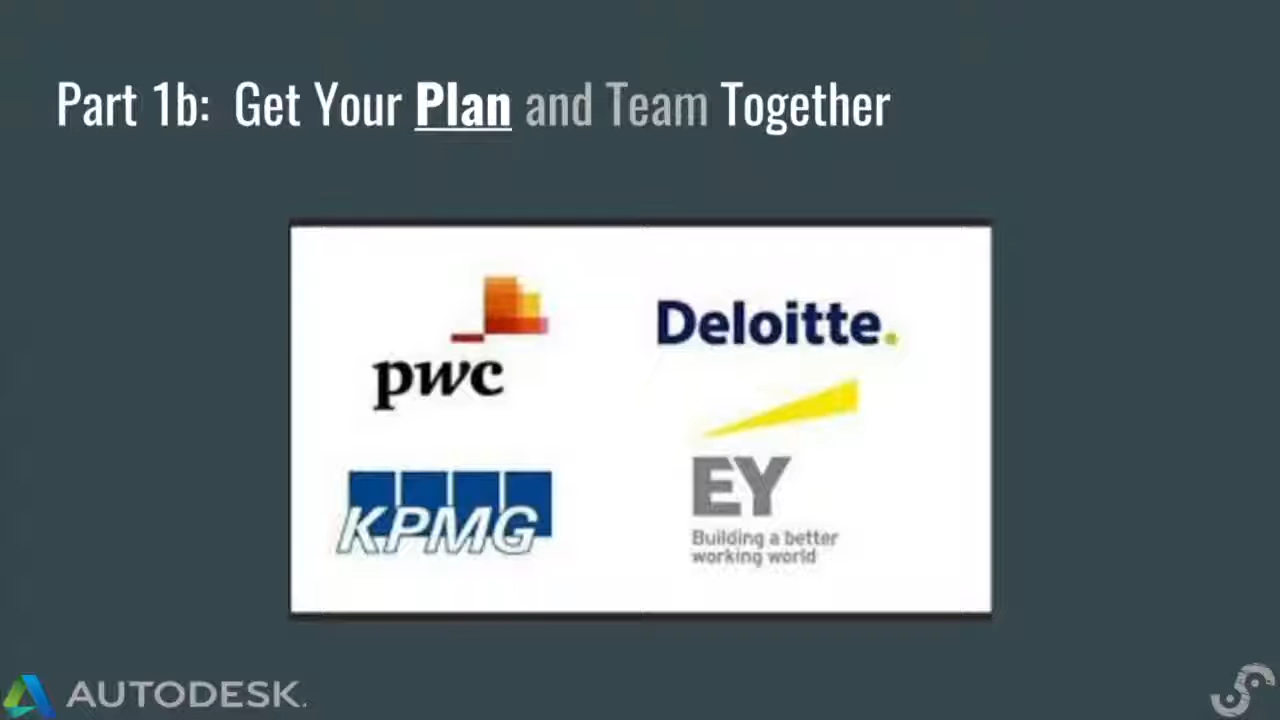 Part 1b:  Get Your Plan and Team Together
pwc
Deloitte.
KPMG
EY
Building a better
working world
AUTODESK.